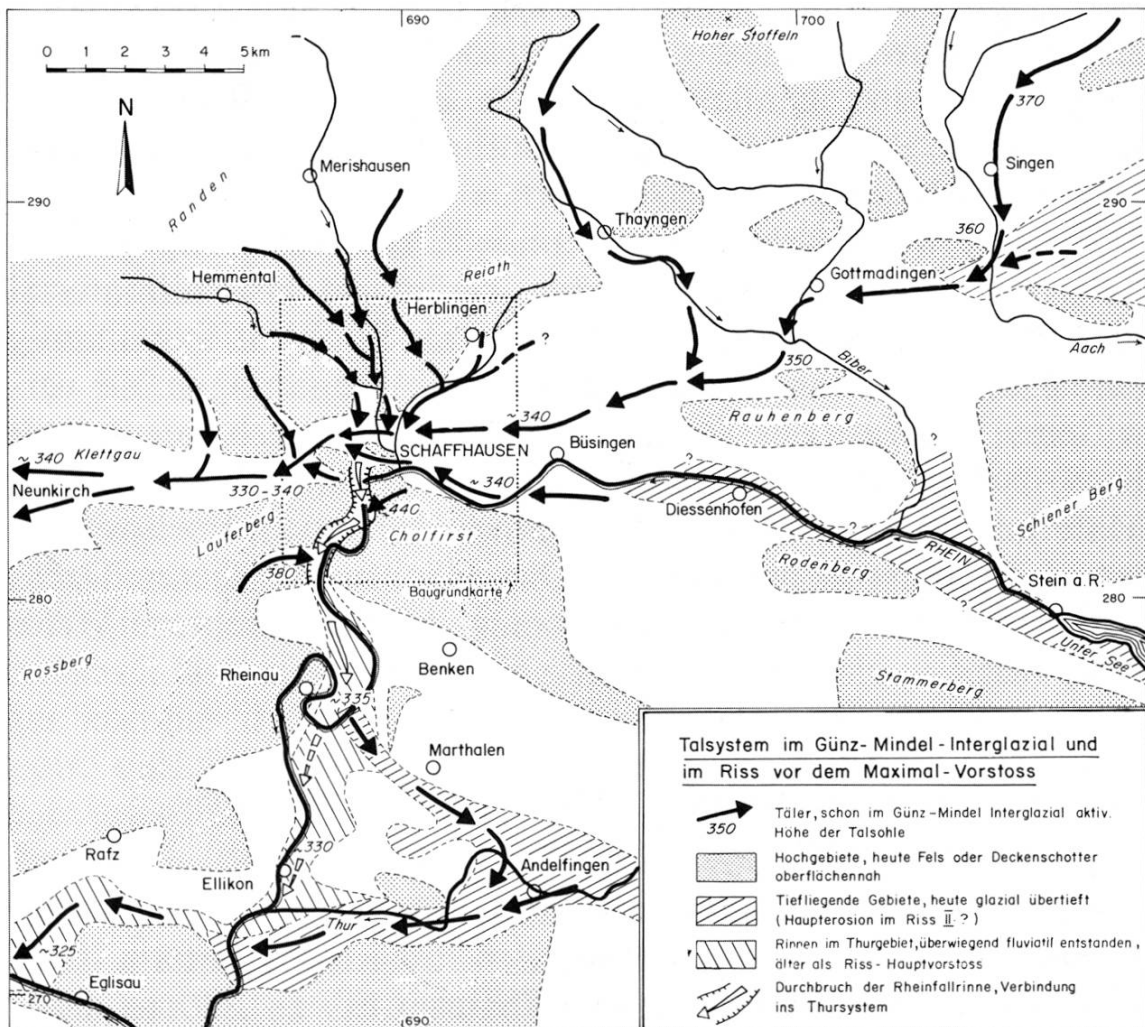 690
700
0 1 2 3 4 5 km
Hoher Stoffeln
N
370
Merishausen
Singen
290
290
Randen
Thayngen
360
Hemmental
Reiath
Gottmadingen
Herblingen
?
Aach
350
Biber
Rauhenberg
~ 340
SCHAFFHAUSEN
Büsingen
?
~ 340 Klettgau
Neunkirch
330-340
~ 340
Diessenhofen
Schiener Berg
~440
Lauferberg
Cholfirst
?
RHEIN
Rodenberg
Stein a.R.
380
Baugrundkarte
280
280
?
Unter See
Benken
Rossberg
Rheinau
Stammerberg
~335
Marthalen
Talsystem im Günz-Mindel-Interglazial und
im Riss vor dem Maximal-Vorstoss
350
Täler, schon im Günz-Mindel Interglazial aktiv.
Höhe der Talsohle
Rafz
~330
Hochgebiete, heute Fels oder Deckenschotter
oberflächennah
Ellikon
Andelfingen
Tiefliegende Gebiete, heute glazial übertieft
(Haupterosion im Riss II ?)
Thur
Rinnen im Thurgebiet, überwiegend fluviatil entstanden,
älter als Riss-Hauptvorstoss
~325
Eglisau
270
Durchbruch der Rheinfallrinne, Verbindung
ins Thursystem
690